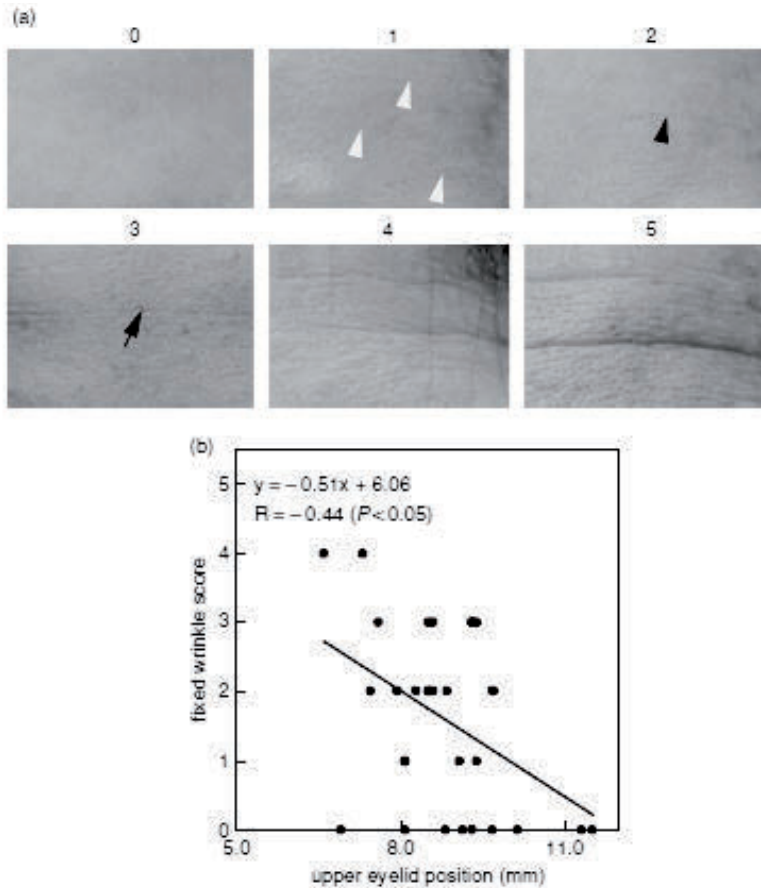 (a)
0 1 2
3 4 5
(b)
y = −0.51x + 6.06
R = −0.44 (P<0.05)
5
4
3
2
1
0
fixed wrinkle score
5.0 8.0 11.0
upper eyelid position (mm)